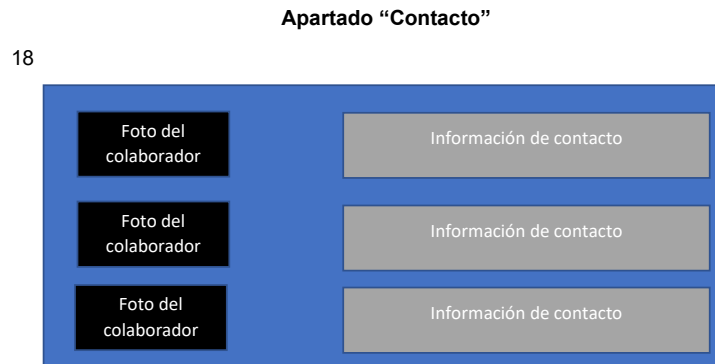 Apartado “Contacto”
18
Foto del
colaborador
Información de contacto
Foto del
colaborador
Información de contacto
Foto del
colaborador
Información de contacto